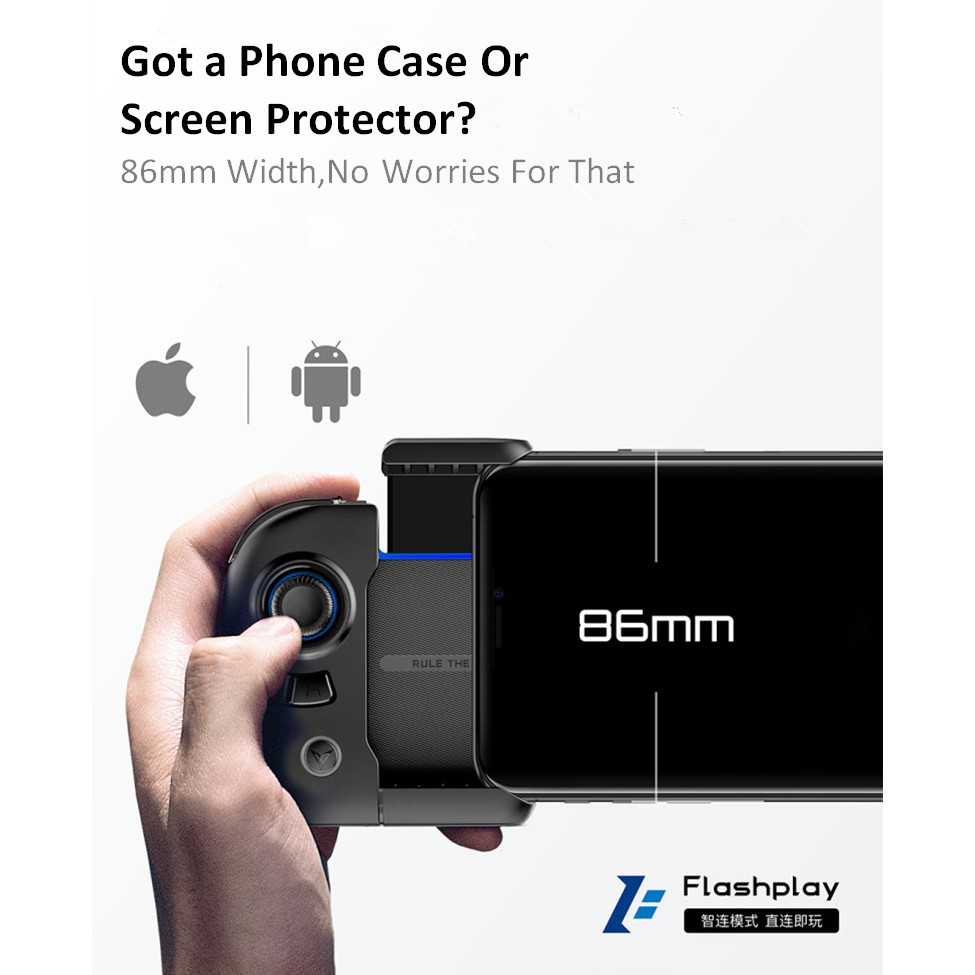 Got a Phone Case Or
Screen Protector?
86mm Width,No Worries For That
86mm
RULE THE
A
Flashplay
智连模式 直连即玩